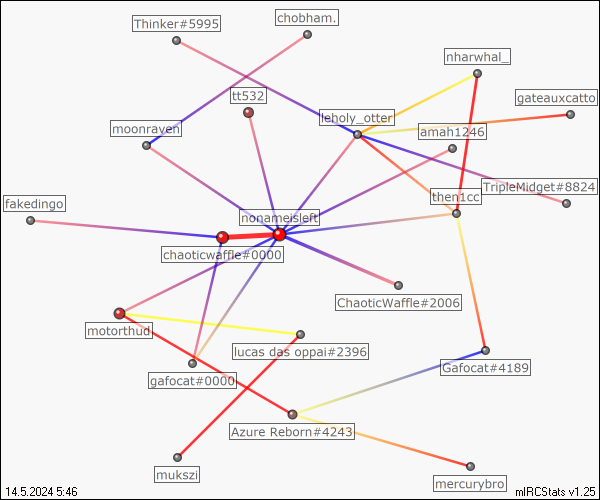 chobham.
Thinker#5995
nharwhal_
tt532
gateauxcatto
leholy_otter
moonraven
amah1246
TripleMidget#8824
then1cc
fakedingo
nonameisleft
chaoticwaffle#0000
ChaoticWaffle#2006
motorthud
lucas das oppai#2396
Gafocat#4189
gafocat#0000
Azure Reborn#4243
mukszi
mercurybro
14.5.2024 5:46
mIRCStats v1.25